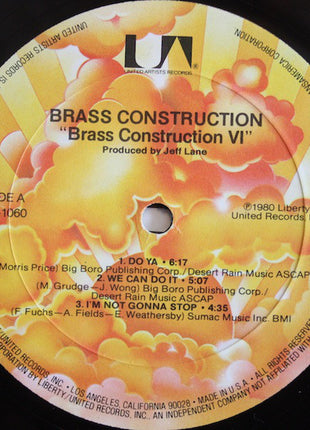 UNITED ARTISTS RECORDS IS
TRANSAMERICA CORPORATION
UA
UNITED ARTISTS RECORDS
BRASS CONSTRUCTION
"Brass Construction VI"
Produced by Jeff Lane
DE A
1060
℗1980 Liberty
United Records, I
1. DO YA • 6:17
Morris Price) Big Boro Publishing Corp./Desert Rain Music ASCAP
2. WE CAN DO IT • 5:07
(M. Grudge–J. Wong) Big Boro Publishing Corp./
Desert Rain Music ASCAP
3. I'M NOT GONNA STOP • 4:35
(F. Fuchs–A. Fields–E. Weathersby) Sumac Music Inc. BMI
UNITED RECORDS, INC. • LOS ANGELES, CALIFORNIA 90028 • MADE IN U.S.A. • ALL RIGHTS RESERVE
CORPORATION BY LIBERTY/UNITED RECORDS, INC., AN INDEPENDENT COMPANY NOT AFFILIATED WITH